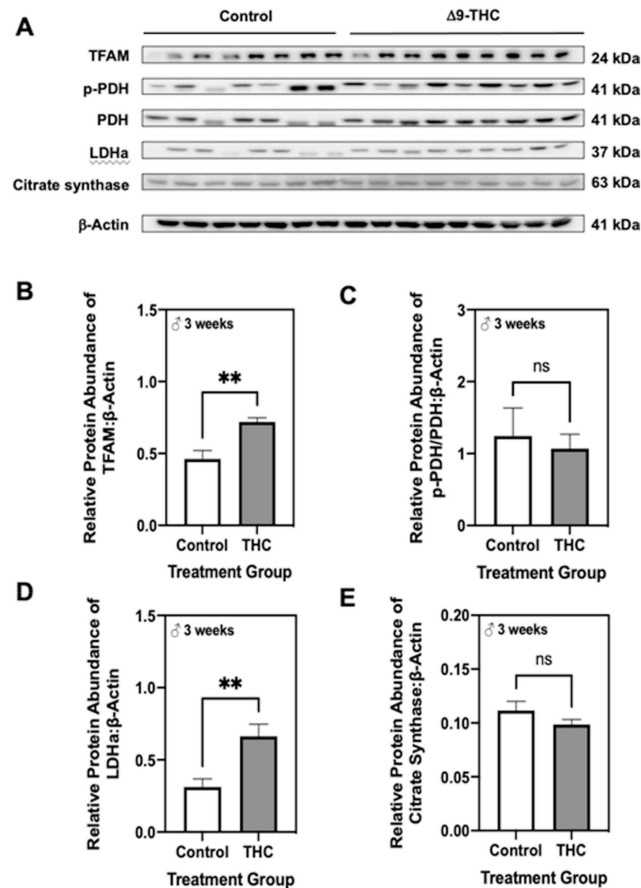 A
Control
Δ9-THC
TFAM
24 kDa
p-PDH
41 kDa
PDH
41 kDa
LDHa
37 kDa
Citrate synthase
63 kDa
β-Actin
41 kDa
B
Relative Protein Abundance of
TFAM:β-Actin
1.5
1.0
0.5
0.0
♂ 3 weeks
**
Control
THC
Treatment Group
C
Relative Protein Abundance of
p-PDH/PDH:β-Actin
3
2
1
0
♂ 3 weeks
ns
Control
THC
Treatment Group
D
Relative Protein Abundance of
LDHa:β-Actin
1.5
1.0
0.5
0.0
♂ 3 weeks
**
Control
THC
Treatment Group
E
Relative Protein Abundance of
Citrate Synthase:β-Actin
0.20
0.15
0.10
0.05
0.00
♂ 3 weeks
ns
Control
THC
Treatment Group